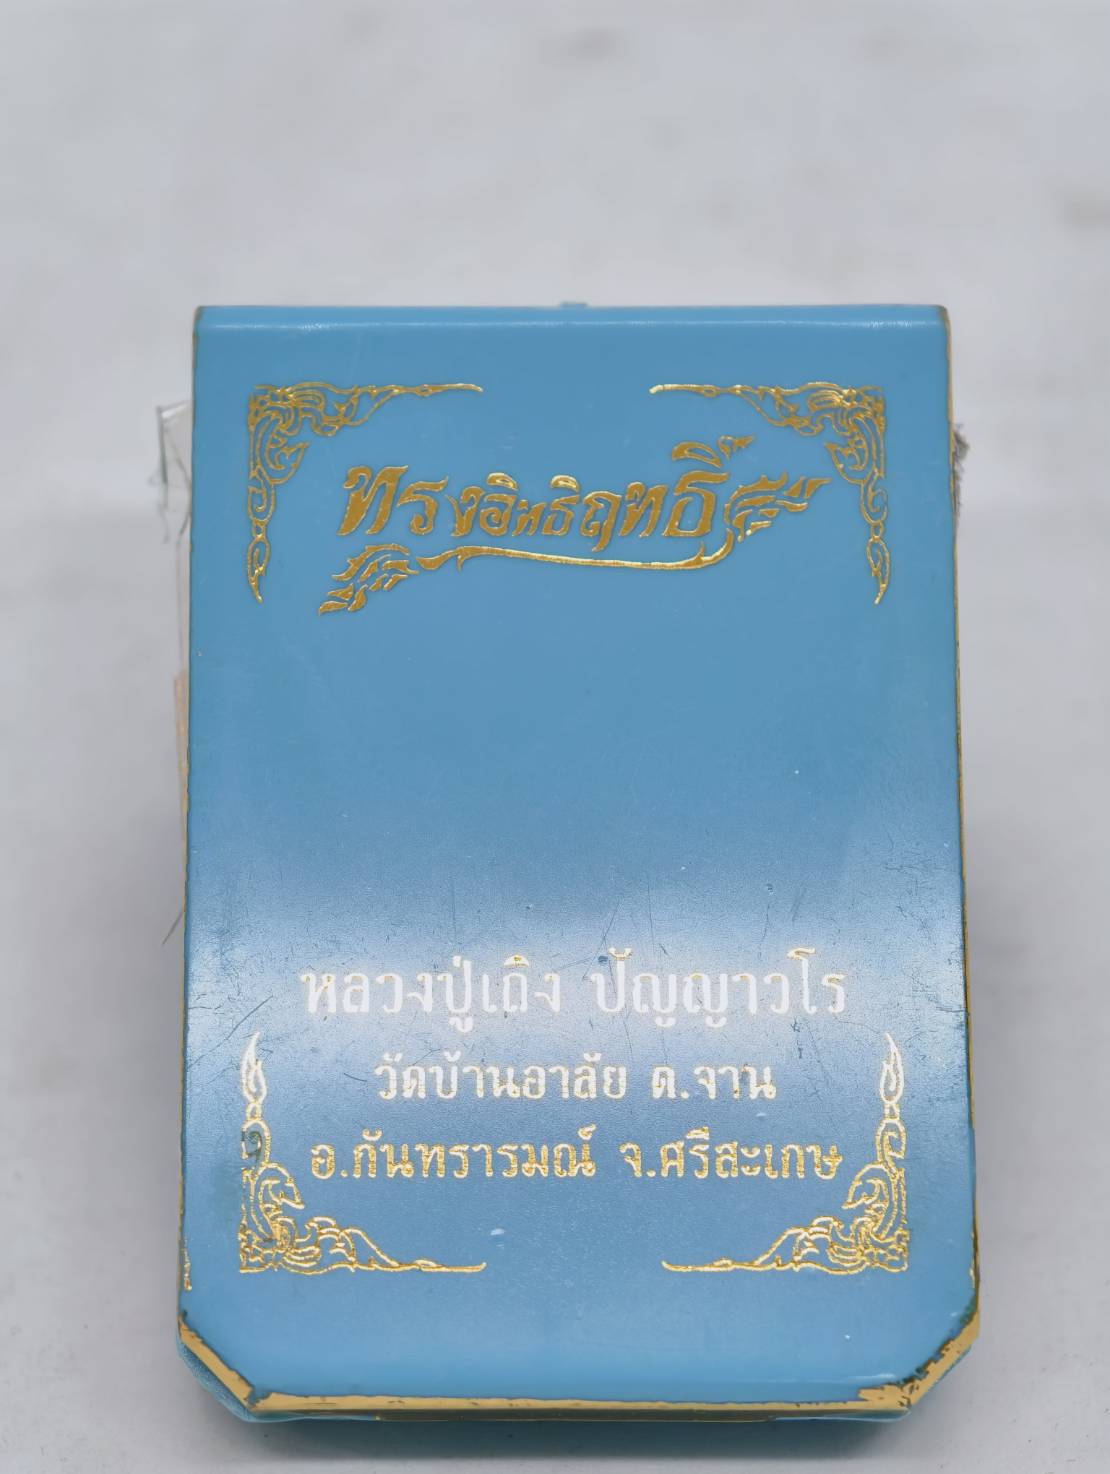 ทรงอิทธิฤทธิ์
หลวงปู่เถิง ปัญญาวโร
วัดบ้านอาลัย ต.จาน
อ.กันทรารมณ์ จ.ศรีสะเกษ